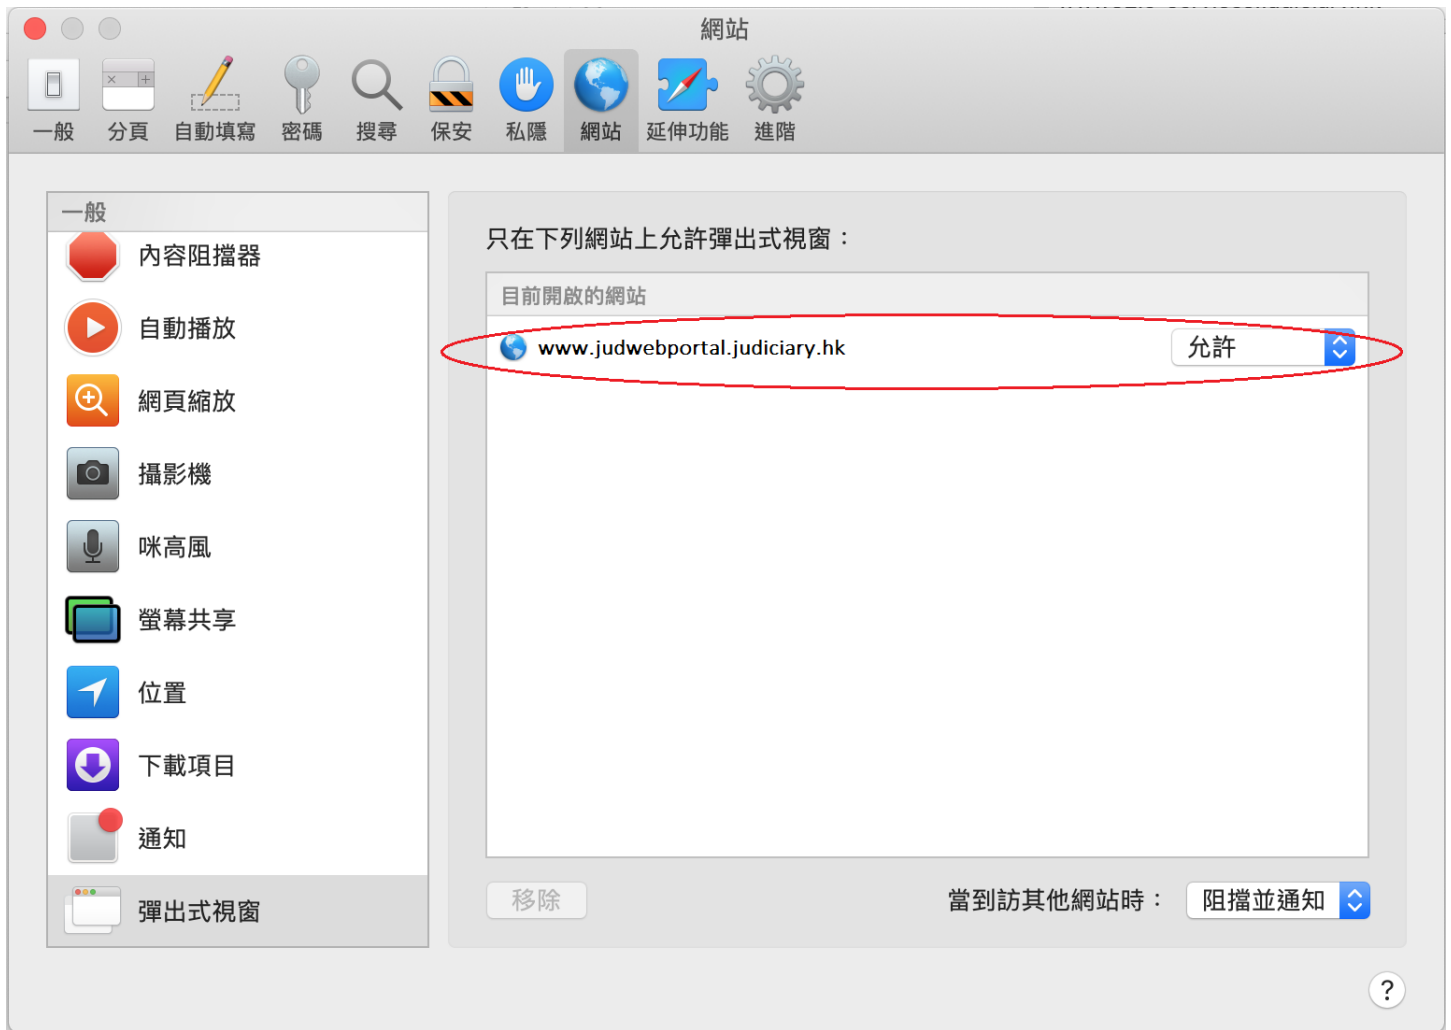 網站
一般 分頁 自動填寫 密碼 搜尋 保安 私隱 網站 延伸功能 進階
一般
內容阻擋器
自動播放
網頁縮放
攝影機
咪高風
螢幕共享
位置
下載項目
通知
彈出式視窗
只在下列網站上允許彈出式視窗：
目前開啟的網站
www.judwebportal.judiciary.hk 允許
移除 當到訪其他網站時： 阻擋並通知
?